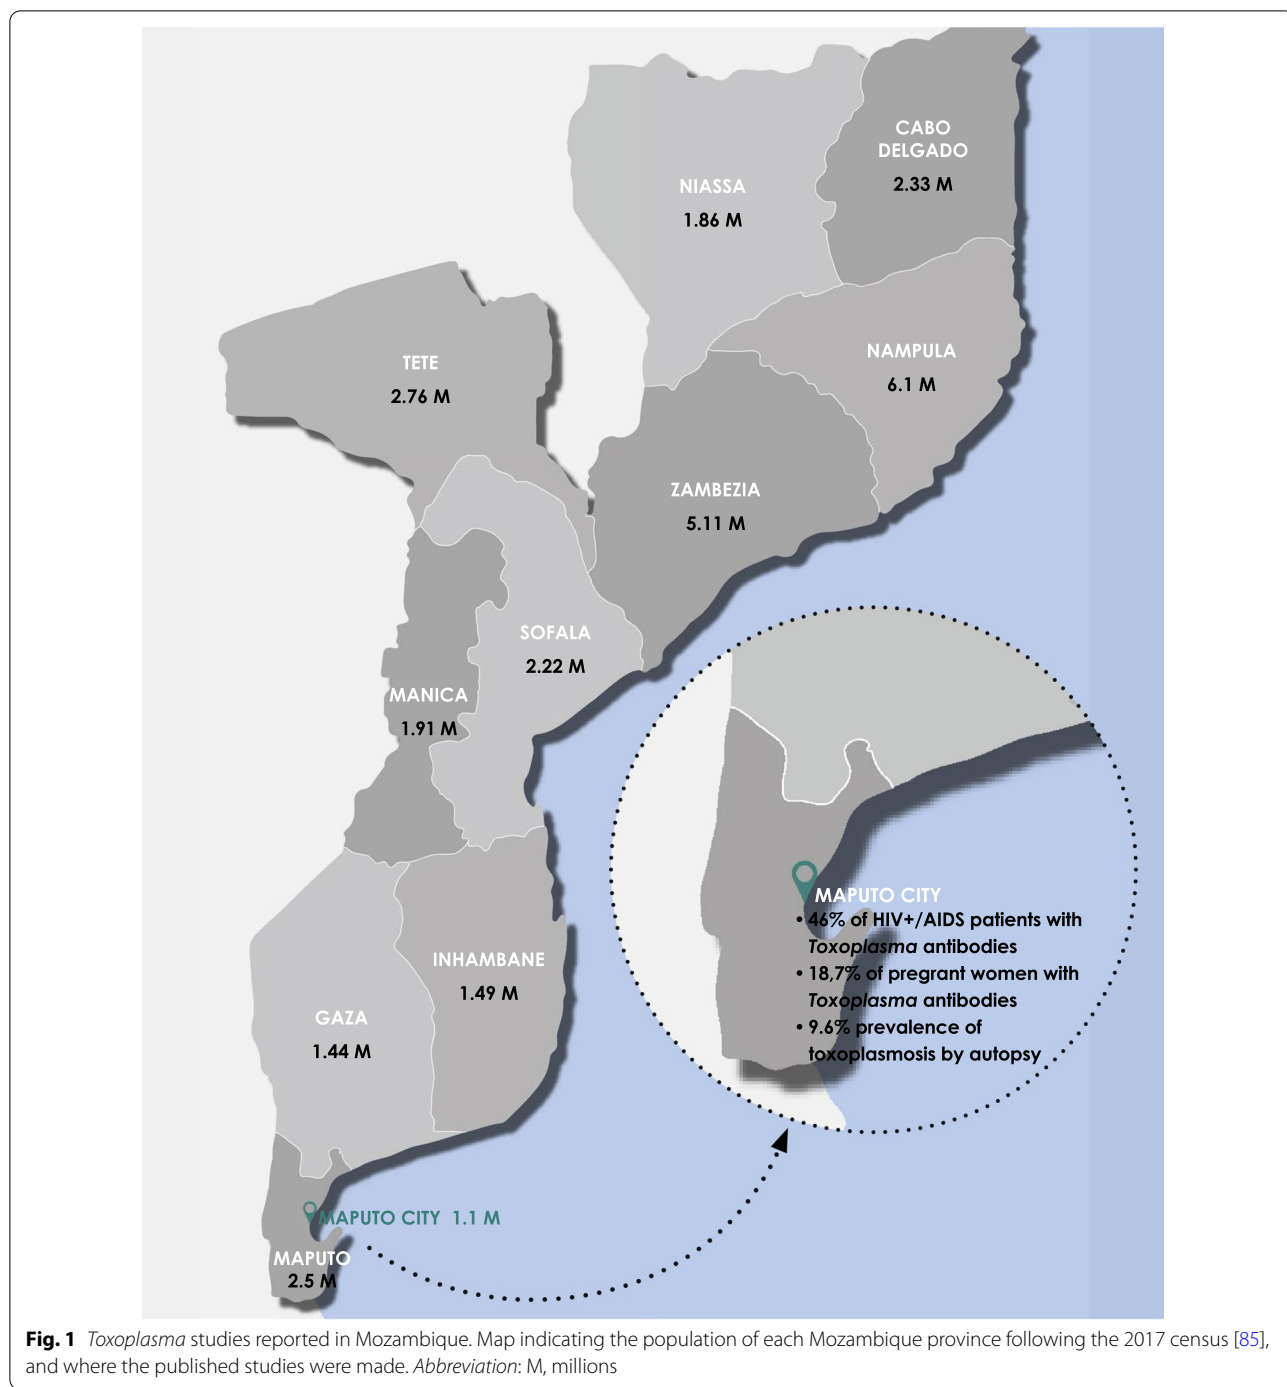 CABO
DELGADO
2.33 M
NIASSA
1.86 M
NAMPULA
6.1 M
TETE
2.76 M
ZAMBEZIA
5.11 M
SOFALA
2.22 M
MANICA
1.91 M
MAPUTO CITY
• 46% of HIV+/AIDS patients with
Toxoplasma antibodies
• 18,7% of pregrant women with
Toxoplasma antibodies
• 9.6% prevalence of
toxoplasmosis by autopsy
INHAMBANE
1.49 M
GAZA
1.44 M
MAPUTO CITY 1.1 M
MAPUTO
2.5 M
Fig. 1 Toxoplasma studies reported in Mozambique. Map indicating the population of each Mozambique province following the 2017 census [85],
and where the published studies were made. Abbreviation: M, millions